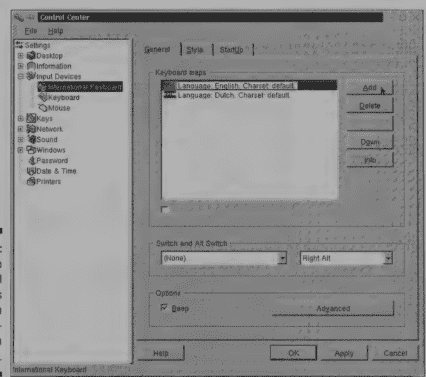 Control Center
File Help
Settings
Desktop
Information
Input Devices
International Keyboard
Keyboard
Mouse
Keys
Network
Sound
Windows
Password
Date & Time
Printers
General Style StartUp
Keyboard maps
Language: English. Charset: default.
Language: Dutch. Charset: default.
Add
Delete
Down
Info
Switch and Alt Switch
(None) Right Alt
Options
Beep Advanced
Help OK Apply Cancel
International Keyboard